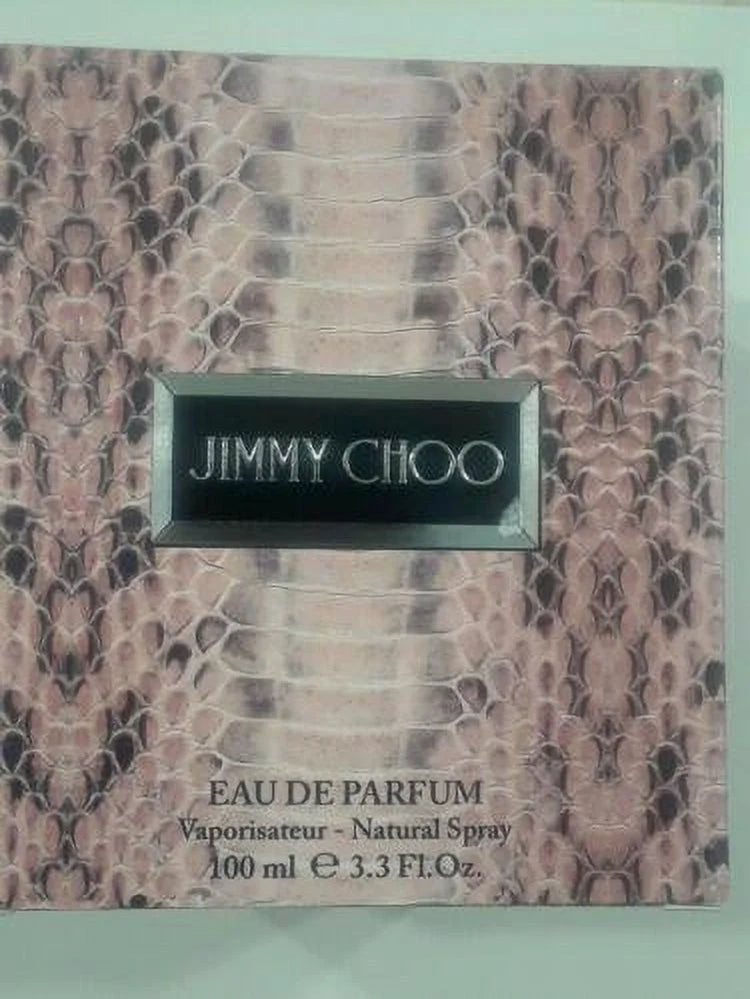 JIMMY CHOO
EAU DE PARFUM
Vaporisateur - Natural Spray
100 ml ℮ 3.3 Fl.Oz.